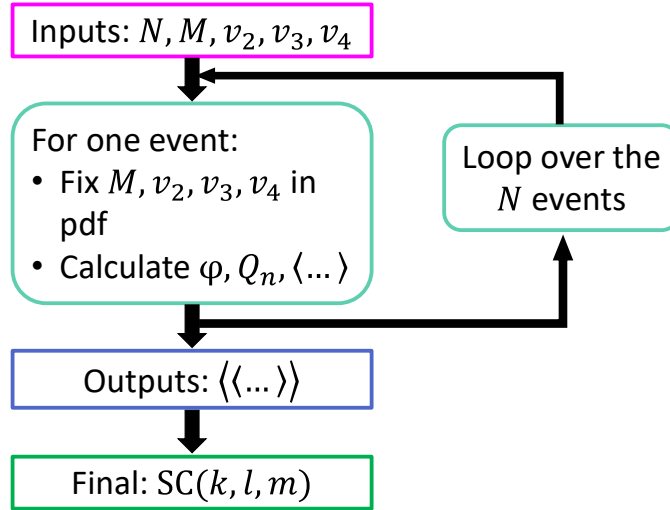 Inputs: 𝑁, 𝑀, 𝑣₂, 𝑣₃, 𝑣₄
For one event:
• Fix 𝑀, 𝑣₂, 𝑣₃, 𝑣₄ in
pdf
• Calculate φ, 𝑄ₙ, ⟨…⟩
Loop over the
𝑁 events
Outputs: ⟨⟨…⟩⟩
Final: SC(𝑘, 𝑙, 𝑚)